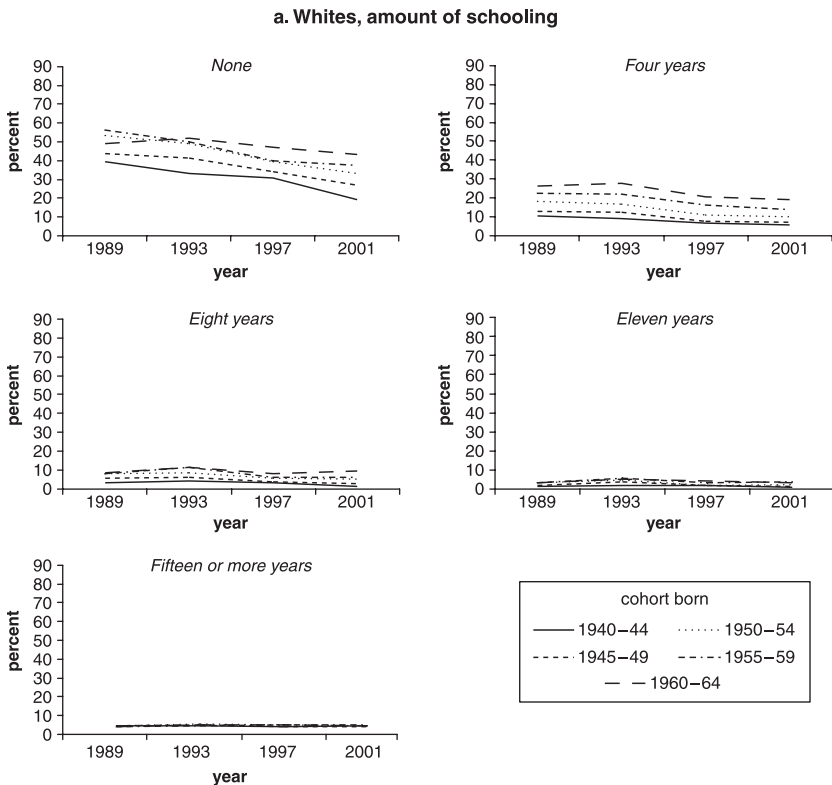 a. Whites, amount of schooling
None
90
80
70
60
50
40
30
20
10
0
percent
1989 1993 1997 2001
year
Four years
90
80
70
60
50
40
30
20
10
0
percent
1989 1993 1997 2001
year
Eight years
90
80
70
60
50
40
30
20
10
0
percent
1989 1993 1997 2001
year
Eleven years
90
80
70
60
50
40
30
20
10
0
percent
1989 1993 1997 2001
year
Fifteen or more years
90
80
70
60
50
40
30
20
10
0
percent
1989 1993 1997 2001
year
cohort born
1940–44 1950–54
1945–49 1955–59
1960–64